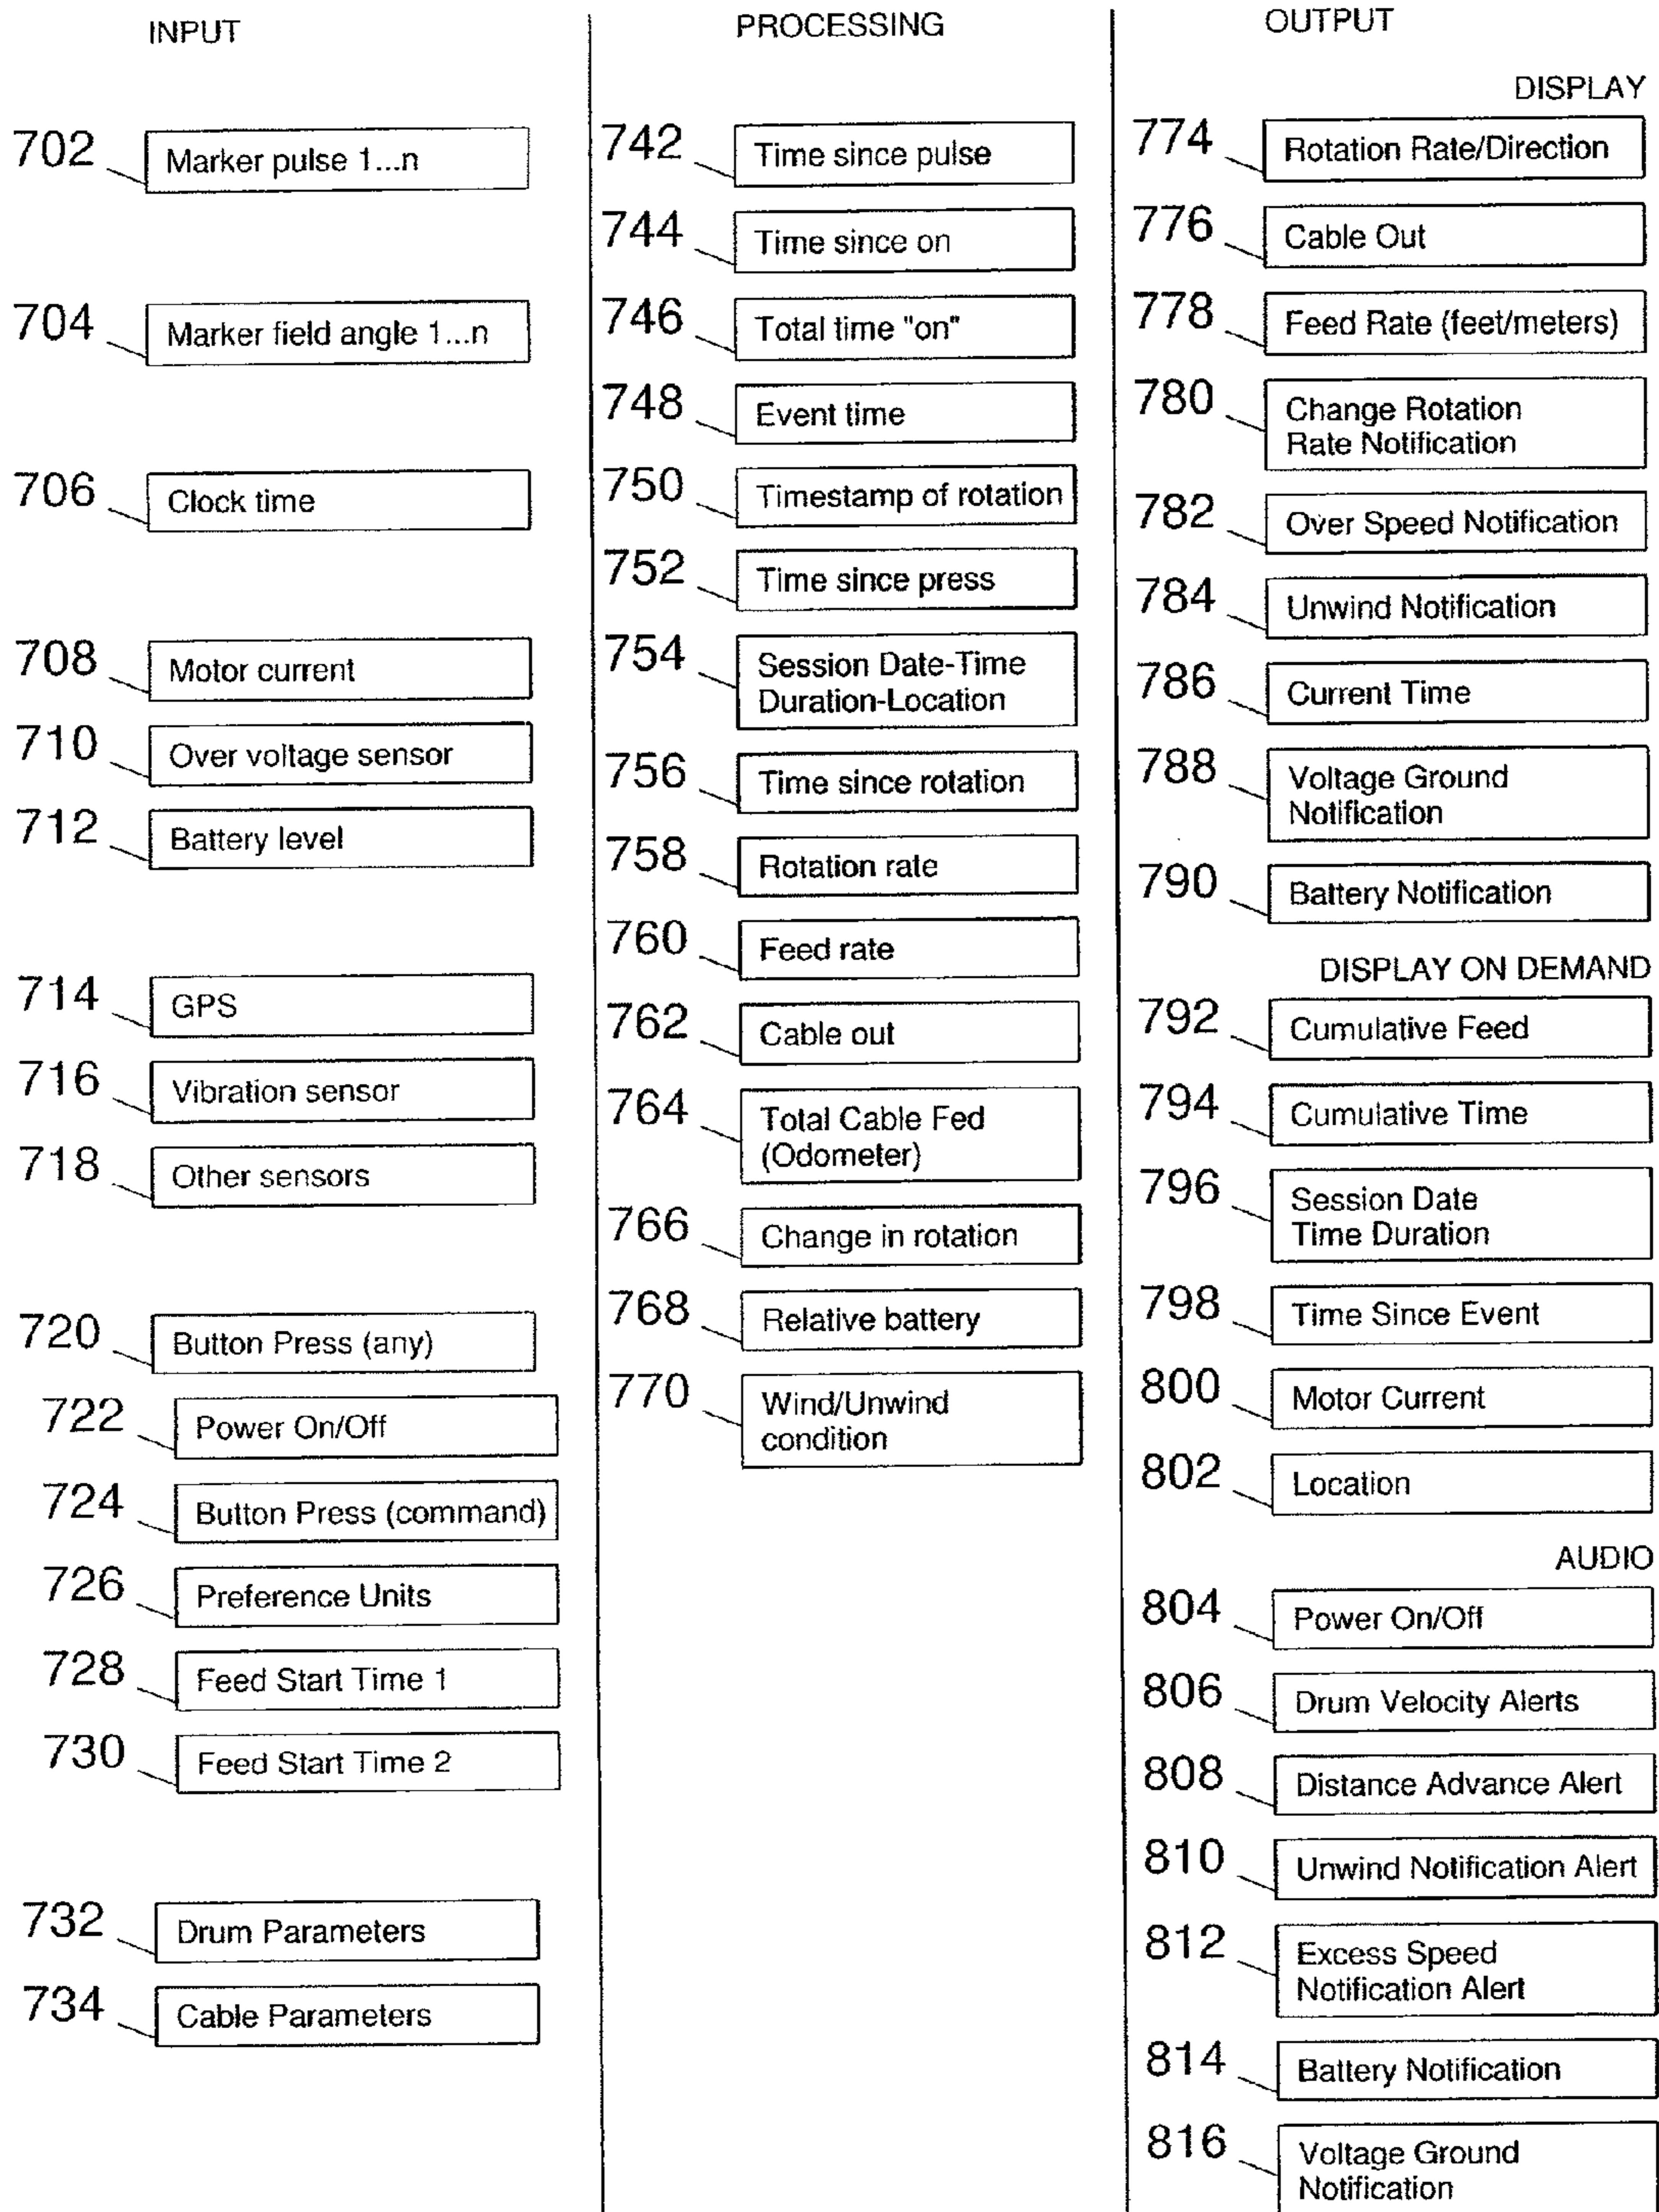 INPUT
702 Marker pulse 1...n
704 Marker field angle 1...n
706 Clock time
708 Motor current
710 Over voltage sensor
712 Battery level
714 GPS
716 Vibration sensor
718 Other sensors
720 Button Press (any)
722 Power On/Off
724 Button Press (command)
726 Preference Units
728 Feed Start Time 1
730 Feed Start Time 2
732 Drum Parameters
734 Cable Parameters
PROCESSING
742 Time since pulse
744 Time since on
746 Total time "on"
748 Event time
750 Timestamp of rotation
752 Time since press
754 Session Date-Time
Duration-Location
756 Time since rotation
758 Rotation rate
760 Feed rate
762 Cable out
764 Total Cable Fed
(Odometer)
766 Change in rotation
768 Relative battery
770 Wind/Unwind
condition
OUTPUT
DISPLAY
774 Rotation Rate/Direction
776 Cable Out
778 Feed Rate (feet/meters)
780 Change Rotation
Rate Notification
782 Over Speed Notification
784 Unwind Notification
786 Current Time
788 Voltage Ground
Notification
790 Battery Notification
DISPLAY ON DEMAND
792 Cumulative Feed
794 Cumulative Time
796 Session Date
Time Duration
798 Time Since Event
800 Motor Current
802 Location
AUDIO
804 Power On/Off
806 Drum Velocity Alerts
808 Distance Advance Alert
810 Unwind Notification Alert
812 Excess Speed
Notification Alert
814 Battery Notification
816 Voltage Ground
Notification